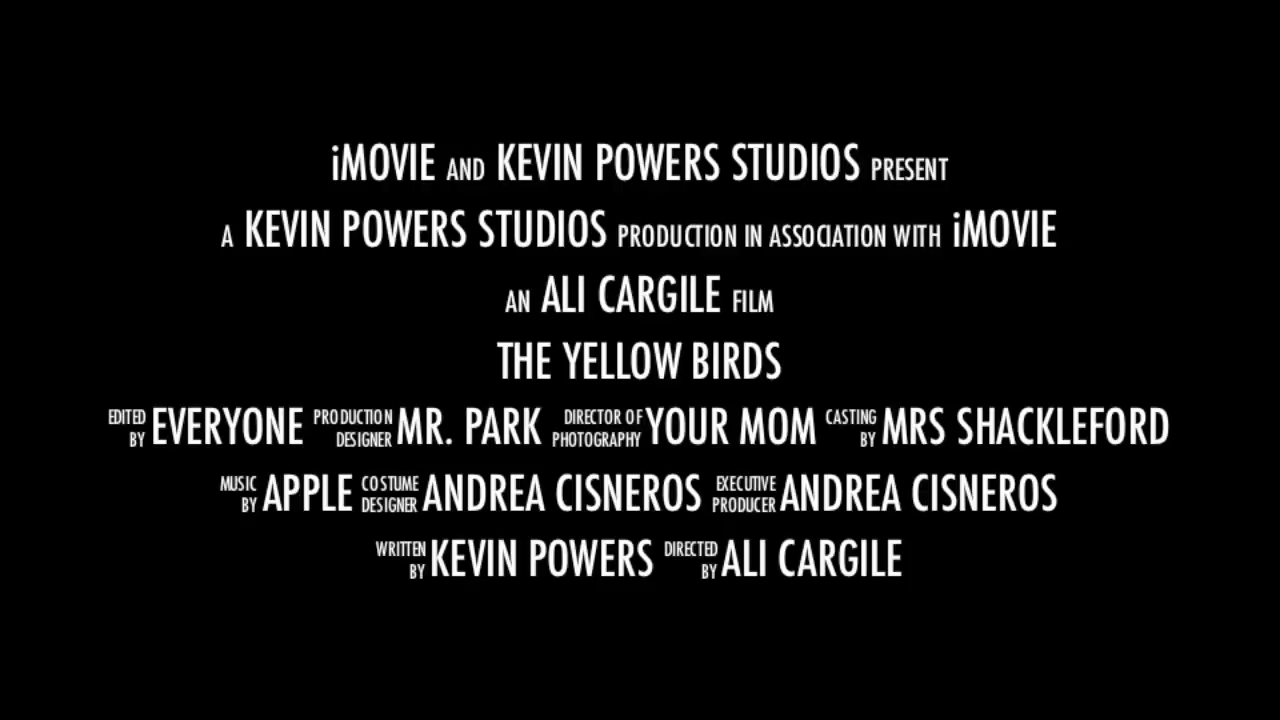 iMOVIE AND KEVIN POWERS STUDIOS PRESENT
A KEVIN POWERS STUDIOS PRODUCTION IN ASSOCIATION WITH iMOVIE
AN ALI CARGILE FILM
THE YELLOW BIRDS
EDITED BY EVERYONE PRODUCTION DESIGNER MR. PARK DIRECTOR OF PHOTOGRAPHY YOUR MOM CASTING BY MRS SHACKLEFORD
MUSIC BY APPLE COSTUME DESIGNER ANDREA CISNEROS EXECUTIVE PRODUCER ANDREA CISNEROS
WRITTEN BY KEVIN POWERS DIRECTED BY ALI CARGILE